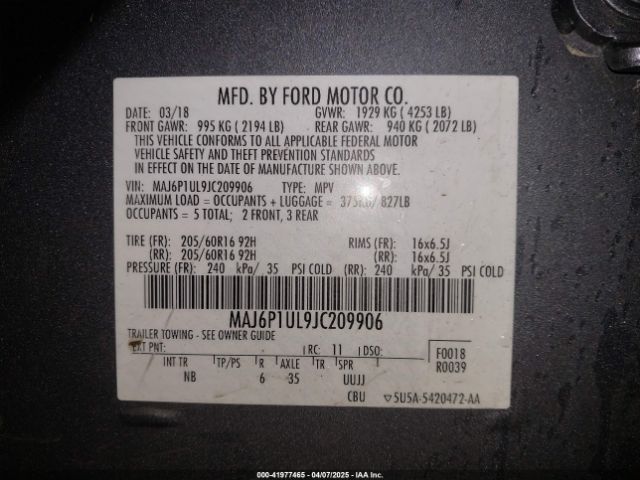 MFD. BY FORD MOTOR CO.
DATE: 03/18 GVWR: 1929 KG ( 4253 LB)
FRONT GAWR: 995 KG ( 2194 LB) REAR GAWR: 940 KG ( 2072 LB)
THIS VEHICLE CONFORMS TO ALL APPLICABLE FEDERAL MOTOR
VEHICLE SAFETY AND THEFT PREVENTION STANDARDS
IN EFFECT ON THE DATE OF MANUFACTURE SHOWN ABOVE.
VIN: MAJ6P1UL9JC209906 TYPE: MPV
MAXIMUM LOAD = OCCUPANTS + LUGGAGE = 375KG/ 827LB
OCCUPANTS = 5 TOTAL; 2 FRONT, 3 REAR
TIRE (FR): 205/60R16 92H RIMS (FR): 16x6.5J
(RR): 205/60R16 92H (RR): 16x6.5J
PRESSURE (FR): 240 kPa/ 35 PSI COLD (RR): 240 kPa/ 35 PSI COLD
MAJ6P1UL9JC209906
TRAILER TOWING - SEE OWNER GUIDE
EXT PNT: RC: 11 DSO: F0018
INT TR TP/PS R AXLE TR SPR R0039
NB 6 35 UUJJ
CBU ▽5U5A-5420472-AA
000-41977465 - 04/07/2025 - IAA Inc.